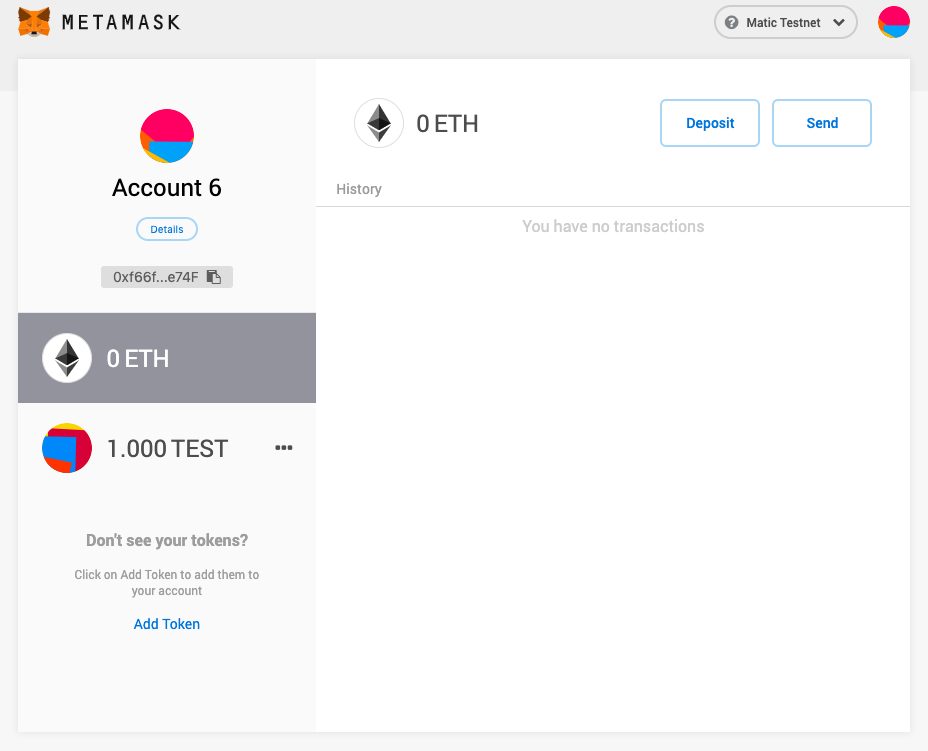 METAMASK
Matic Testnet
Account 6
Details
0xf66f...e74F
0 ETH
1.000 TEST
Don't see your tokens?
Click on Add Token to add them to
your account
Add Token
0 ETH
Deposit
Send
History
You have no transactions